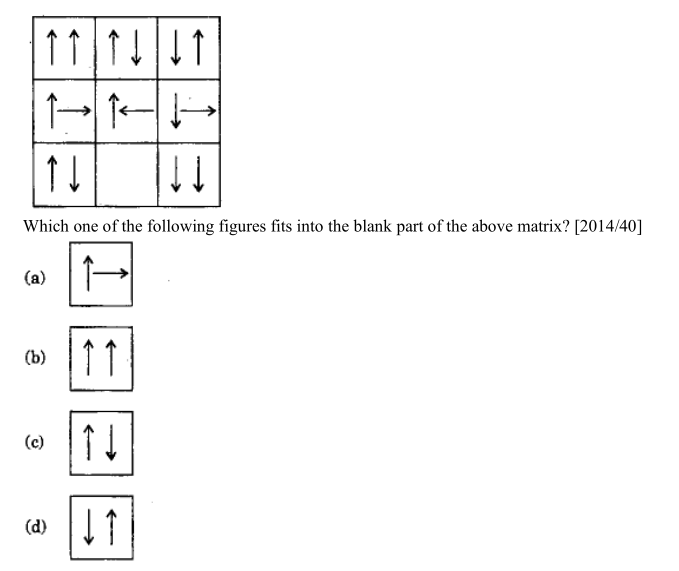 Which one of the following figures fits into the blank part of the above matrix? [2014/40]
(a)
(b)
(c)
(d)